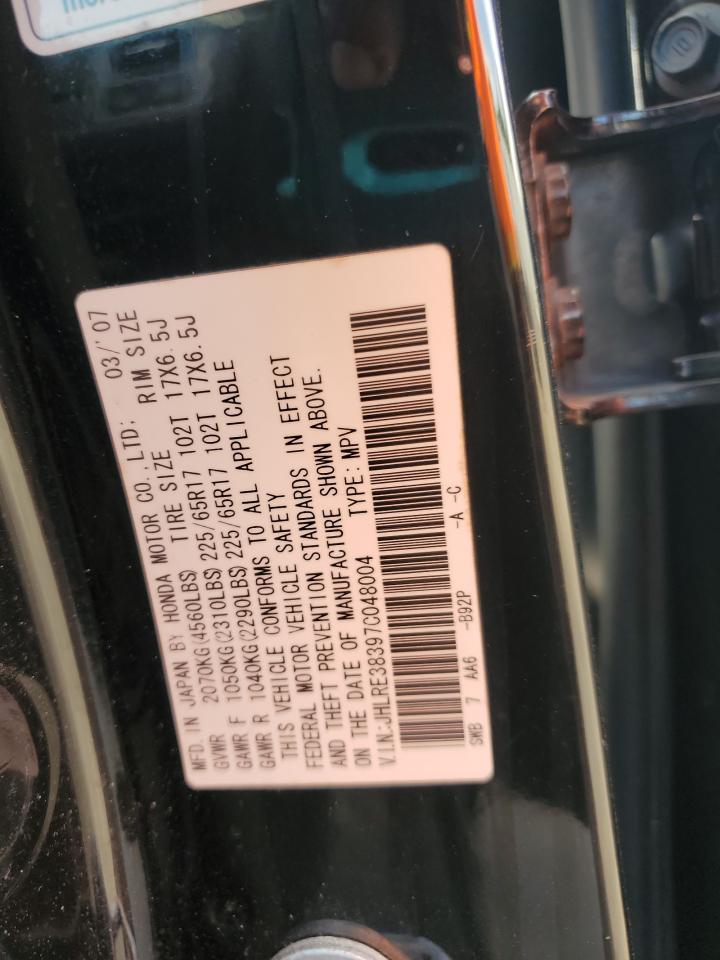 MFD. IN JAPAN BY HONDA MOTOR CO., LTD. 03/'07
GVWR 2070KG(4560LBS) TIRE SIZE RIM SIZE
GAWR F 1050KG(2310LBS) 225/65R17 102T 17X6.5J
GAWR R 1040KG(2290LBS) 225/65R17 102T 17X6.5J
THIS VEHICLE CONFORMS TO ALL APPLICABLE
FEDERAL MOTOR VEHICLE SAFETY
AND THEFT PREVENTION STANDARDS IN EFFECT
ON THE DATE OF MANUFACTURE SHOWN ABOVE.
V.I.N:JHLRE38397C048004 TYPE: MPV
SWB 7 AA6 -B92P -A -C
10